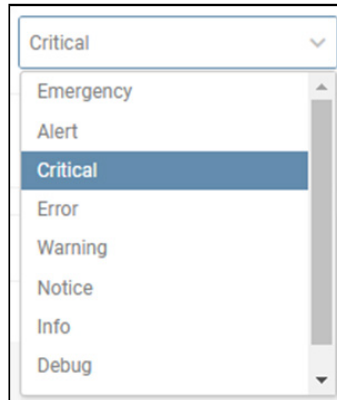 Critical
Emergency
Alert
Critical
Error
Warning
Notice
Info
Debug